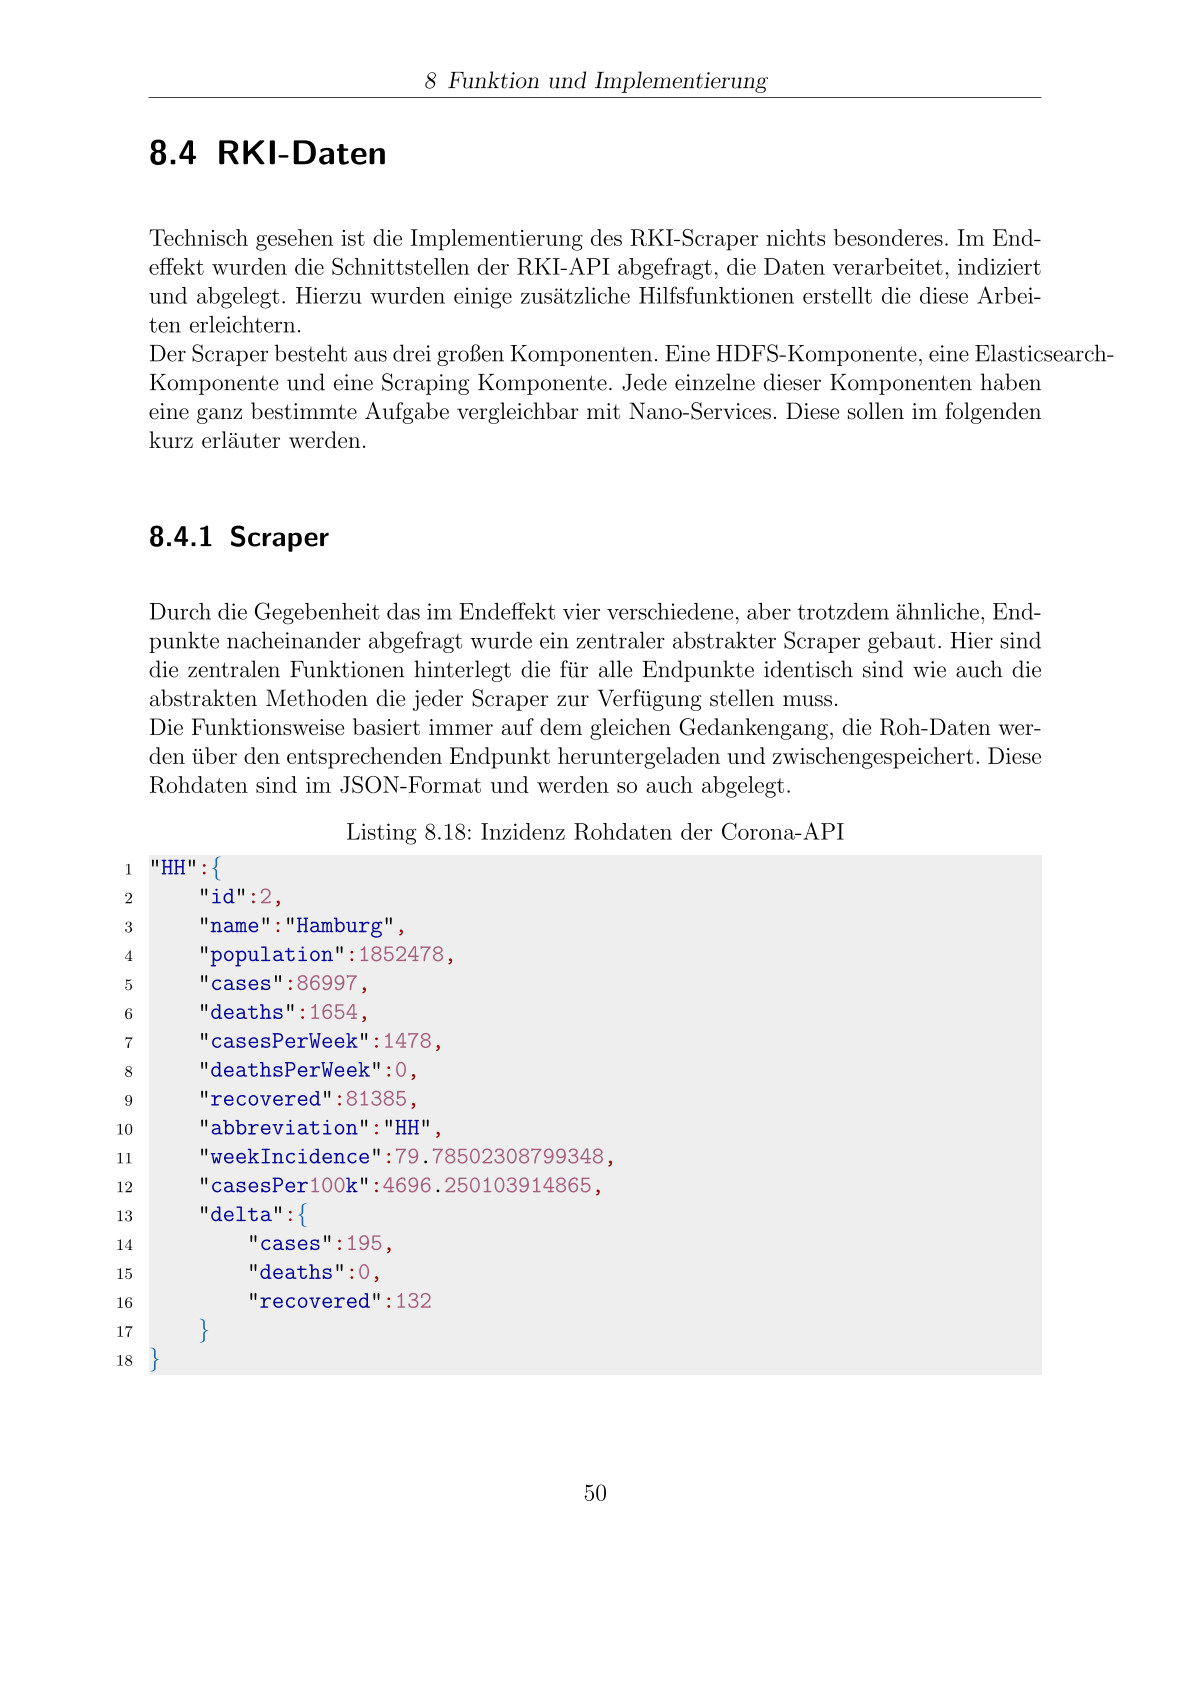 8 Funktion und Implementierung
8.4 RKI-Daten
Technisch gesehen ist die Implementierung des RKI-Scraper nichts besonderes. Im End-
effekt wurden die Schnittstellen der RKI-API abgefragt, die Daten verarbeitet, indiziert
und abgelegt. Hierzu wurden einige zusätzliche Hilfsfunktionen erstellt die diese Arbei-
ten erleichtern.
Der Scraper besteht aus drei großen Komponenten. Eine HDFS-Komponente, eine Elasticsearch-
Komponente und eine Scraping Komponente. Jede einzelne dieser Komponenten haben
eine ganz bestimmte Aufgabe vergleichbar mit Nano-Services. Diese sollen im folgenden
kurz erläuter werden.
8.4.1 Scraper
Durch die Gegebenheit das im Endeffekt vier verschiedene, aber trotzdem ähnliche, End-
punkte nacheinander abgefragt wurde ein zentraler abstrakter Scraper gebaut. Hier sind
die zentralen Funktionen hinterlegt die für alle Endpunkte identisch sind wie auch die
abstrakten Methoden die jeder Scraper zur Verfügung stellen muss.
Die Funktionsweise basiert immer auf dem gleichen Gedankengang, die Roh-Daten wer-
den über den entsprechenden Endpunkt heruntergeladen und zwischengespeichert. Diese
Rohdaten sind im JSON-Format und werden so auch abgelegt.
Listing 8.18: Inzidenz Rohdaten der Corona-API
1 "HH":{
2     "id":2,
3     "name":"Hamburg",
4     "population":1852478,
5     "cases":86997,
6     "deaths":1654,
7     "casesPerWeek":1478,
8     "deathsPerWeek":0,
9     "recovered":81385,
10     "abbreviation":"HH",
11     "weekIncidence":79.78502308799348,
12     "casesPer100k":4696.250103914865,
13     "delta":{
14         "cases":195,
15         "deaths":0,
16         "recovered":132
17     }
18 }
50